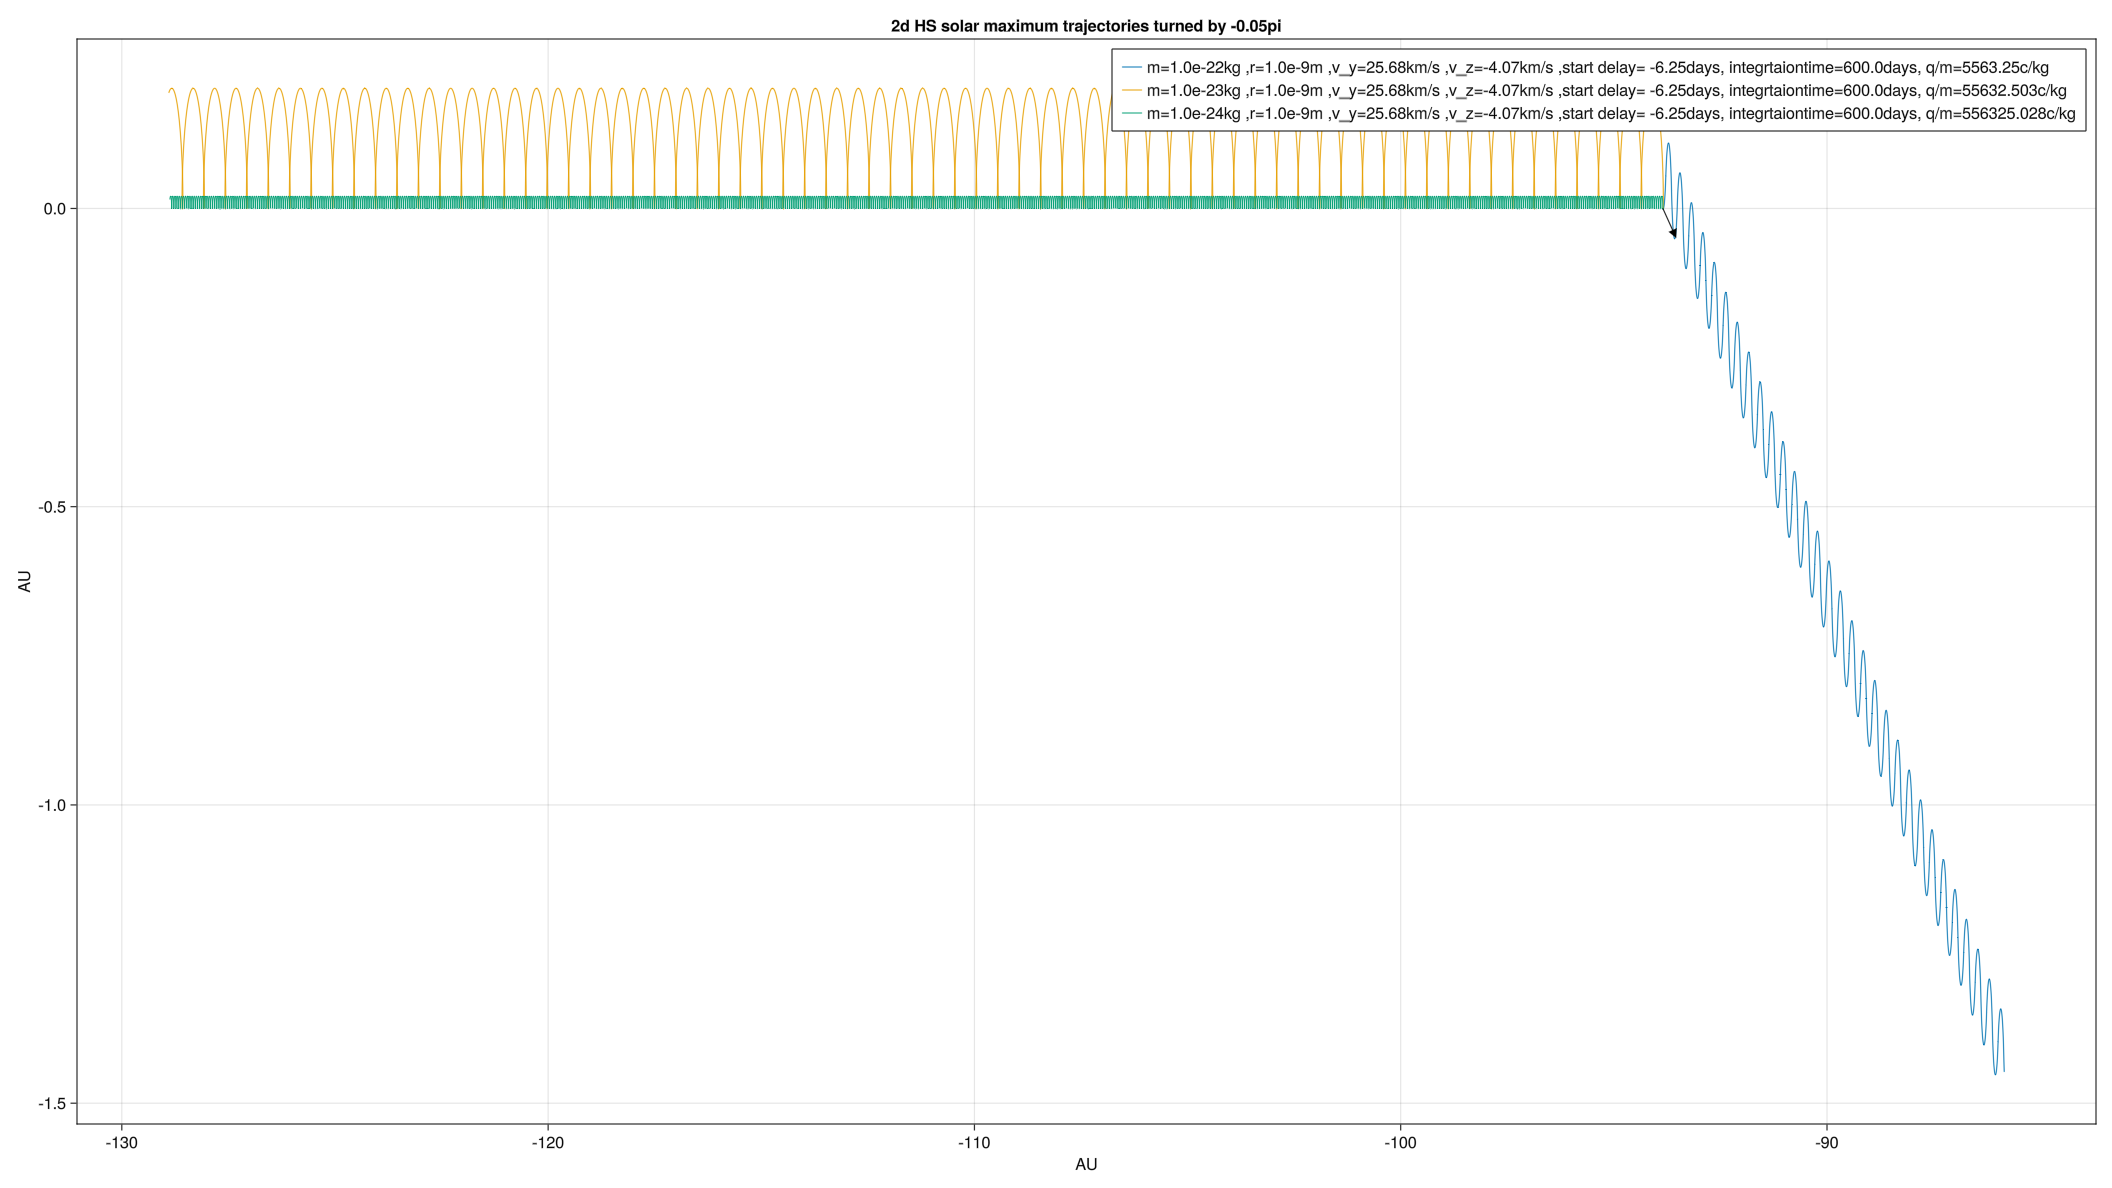 2d HS solar maximum trajectories turned by -0.05pi
m=1.0e-22kg ,r=1.0e-9m ,v_y=25.68km/s ,v_z=-4.07km/s ,start delay= -6.25days, integrtaiontime=600.0days, q/m=5563.25c/kg
m=1.0e-23kg ,r=1.0e-9m ,v_y=25.68km/s ,v_z=-4.07km/s ,start delay= -6.25days, integrtaiontime=600.0days, q/m=55632.503c/kg
m=1.0e-24kg ,r=1.0e-9m ,v_y=25.68km/s ,v_z=-4.07km/s ,start delay= -6.25days, integrtaiontime=600.0days, q/m=556325.028c/kg
0.0
-0.5
AU
-1.0
-1.5
-130 -120 -110 -100 -90
AU